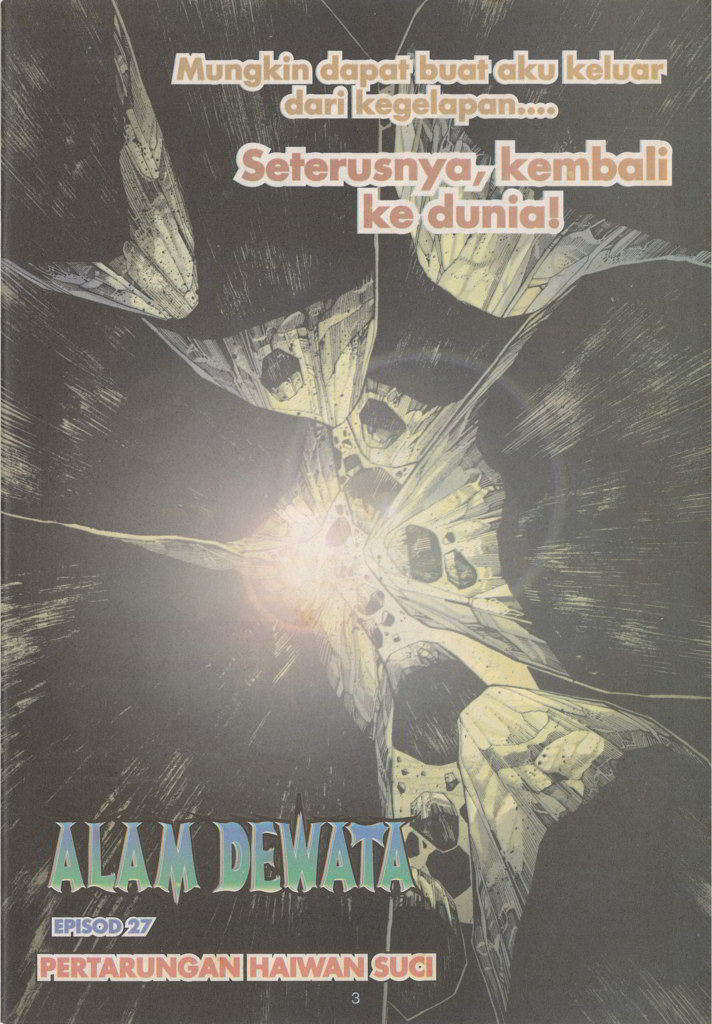 Mungkin dapat buat aku keluar
dari kegelapan....
Seterusnya, kembali
ke dunia!
ALAM DEWATA
EPISOD 27
PERTARUNGAN HAIWAN SUCI
3